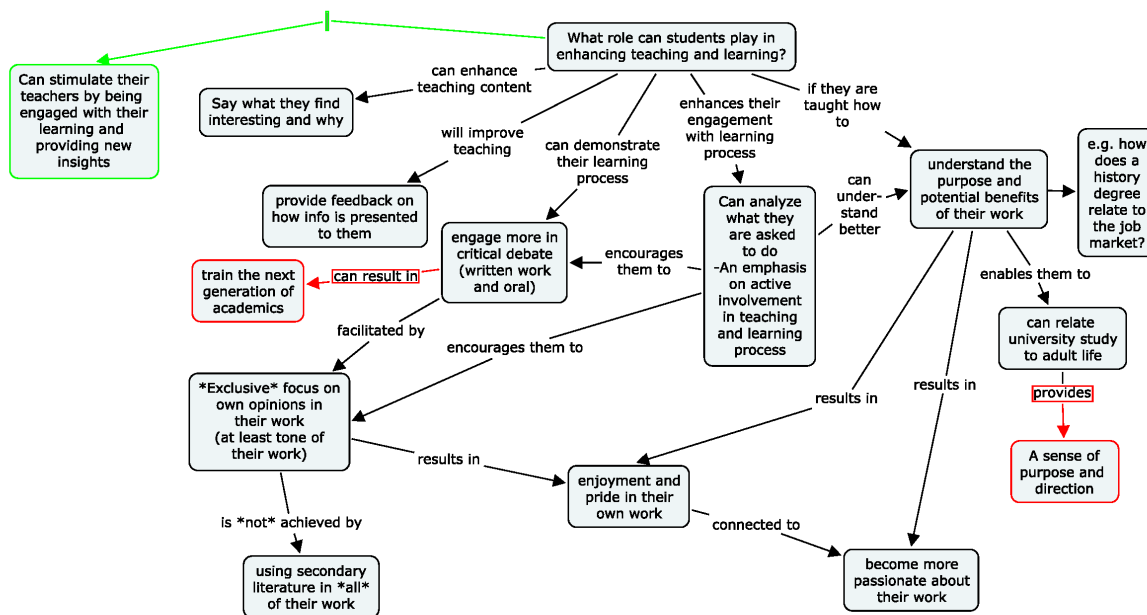 What role can students play in
enhancing teaching and learning?
Can stimulate their
teachers by being
engaged with their
learning and
providing new
insights
can enhance
teaching content
Say what they find
interesting and why
will improve
teaching
provide feedback on
how info is presented
to them
can demonstrate
their learning
process
engage more in
critical debate
(written work
and oral)
enhances their
engagement
with learning
process
Can analyze
what they
are asked
to do
-An emphasis
on active
involvement
in teaching
and learning
process
if they are
taught how
to
understand the
purpose and
potential benefits
of their work
e.g. how
does a
history
degree
relate to
the job
market?
can
under-
stand
better
encourages
them to
can result in
train the next
generation of
academics
facilitated by
encourages them to
*Exclusive* focus on
own opinions in
their work
(at least tone of
their work)
enables them to
can relate
university study
to adult life
provides
A sense of
purpose and
direction
results in
results in
results in
enjoyment and
pride in their
own work
connected to
become more
passionate about
their work
is *not* achieved by
using secondary
literature in *all*
of their work